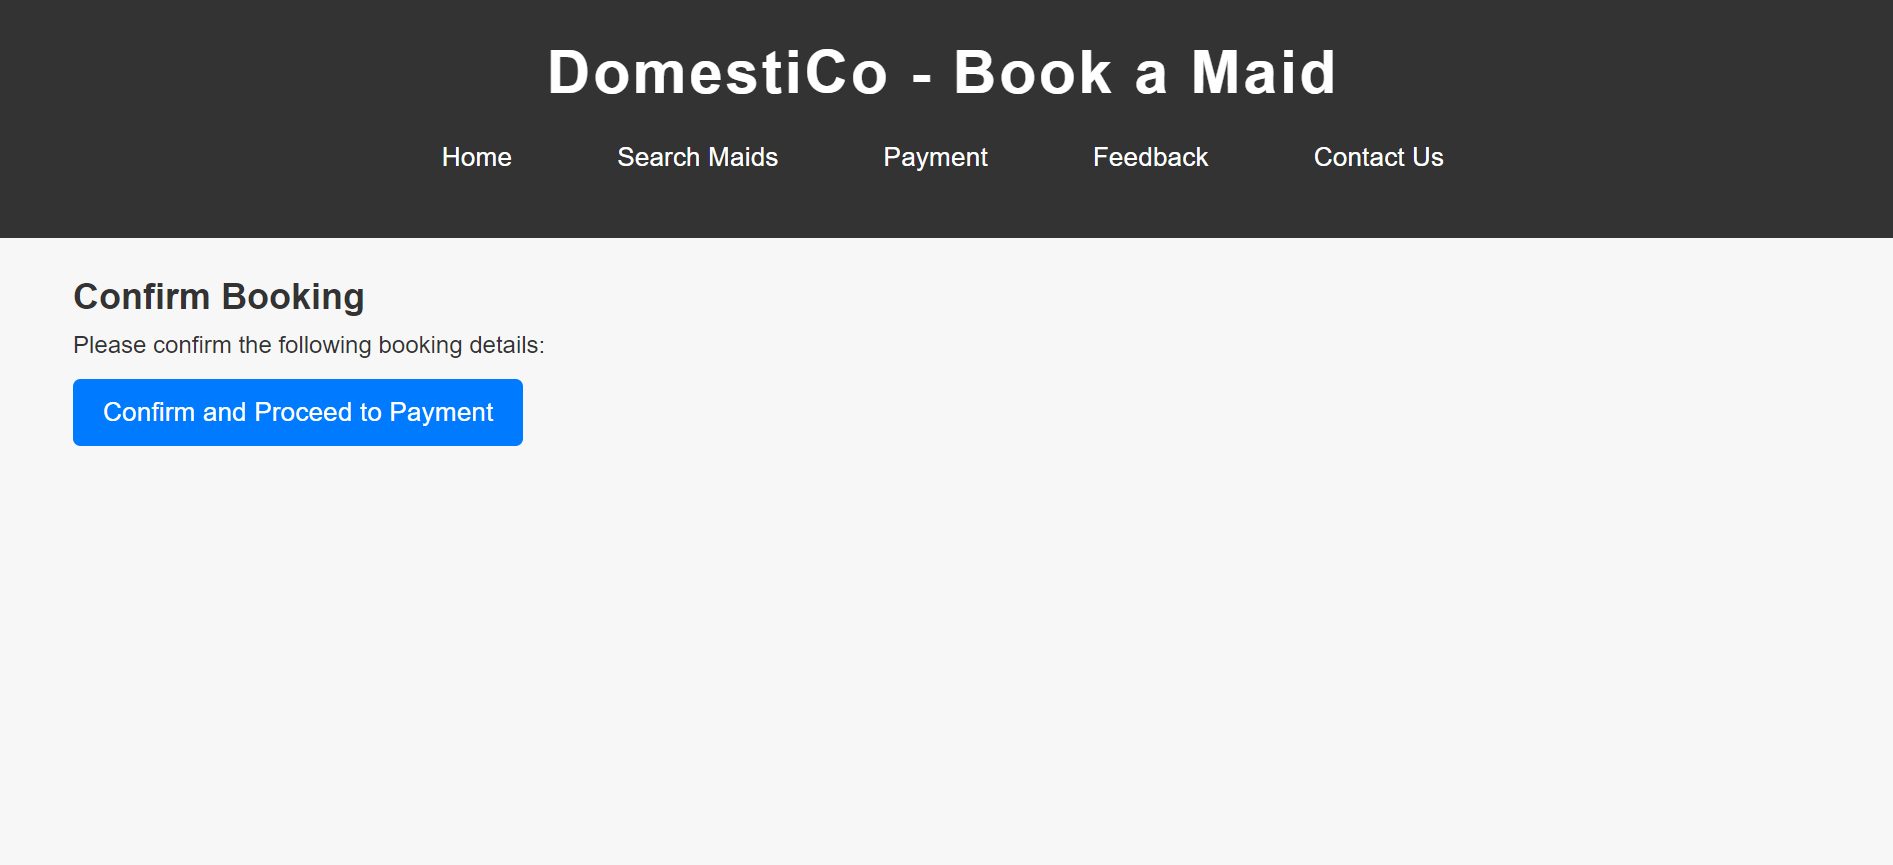 DomestiCo - Book a Maid
Home Search Maids Payment Feedback Contact Us
Confirm Booking
Please confirm the following booking details:
Confirm and Proceed to Payment